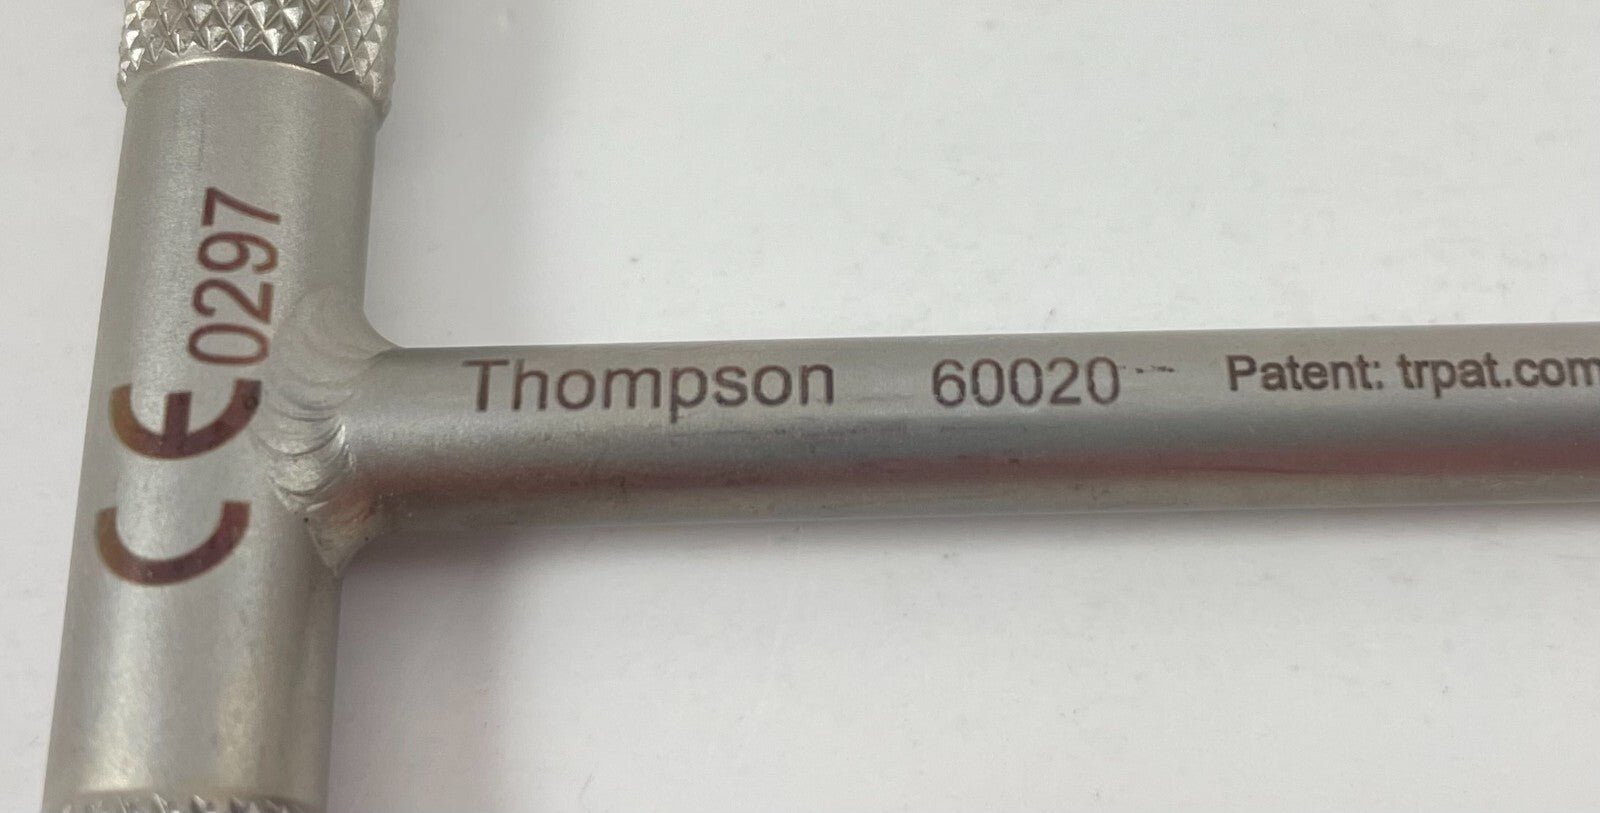 CE 0297
Thompson 60020 Patent: trpat.com